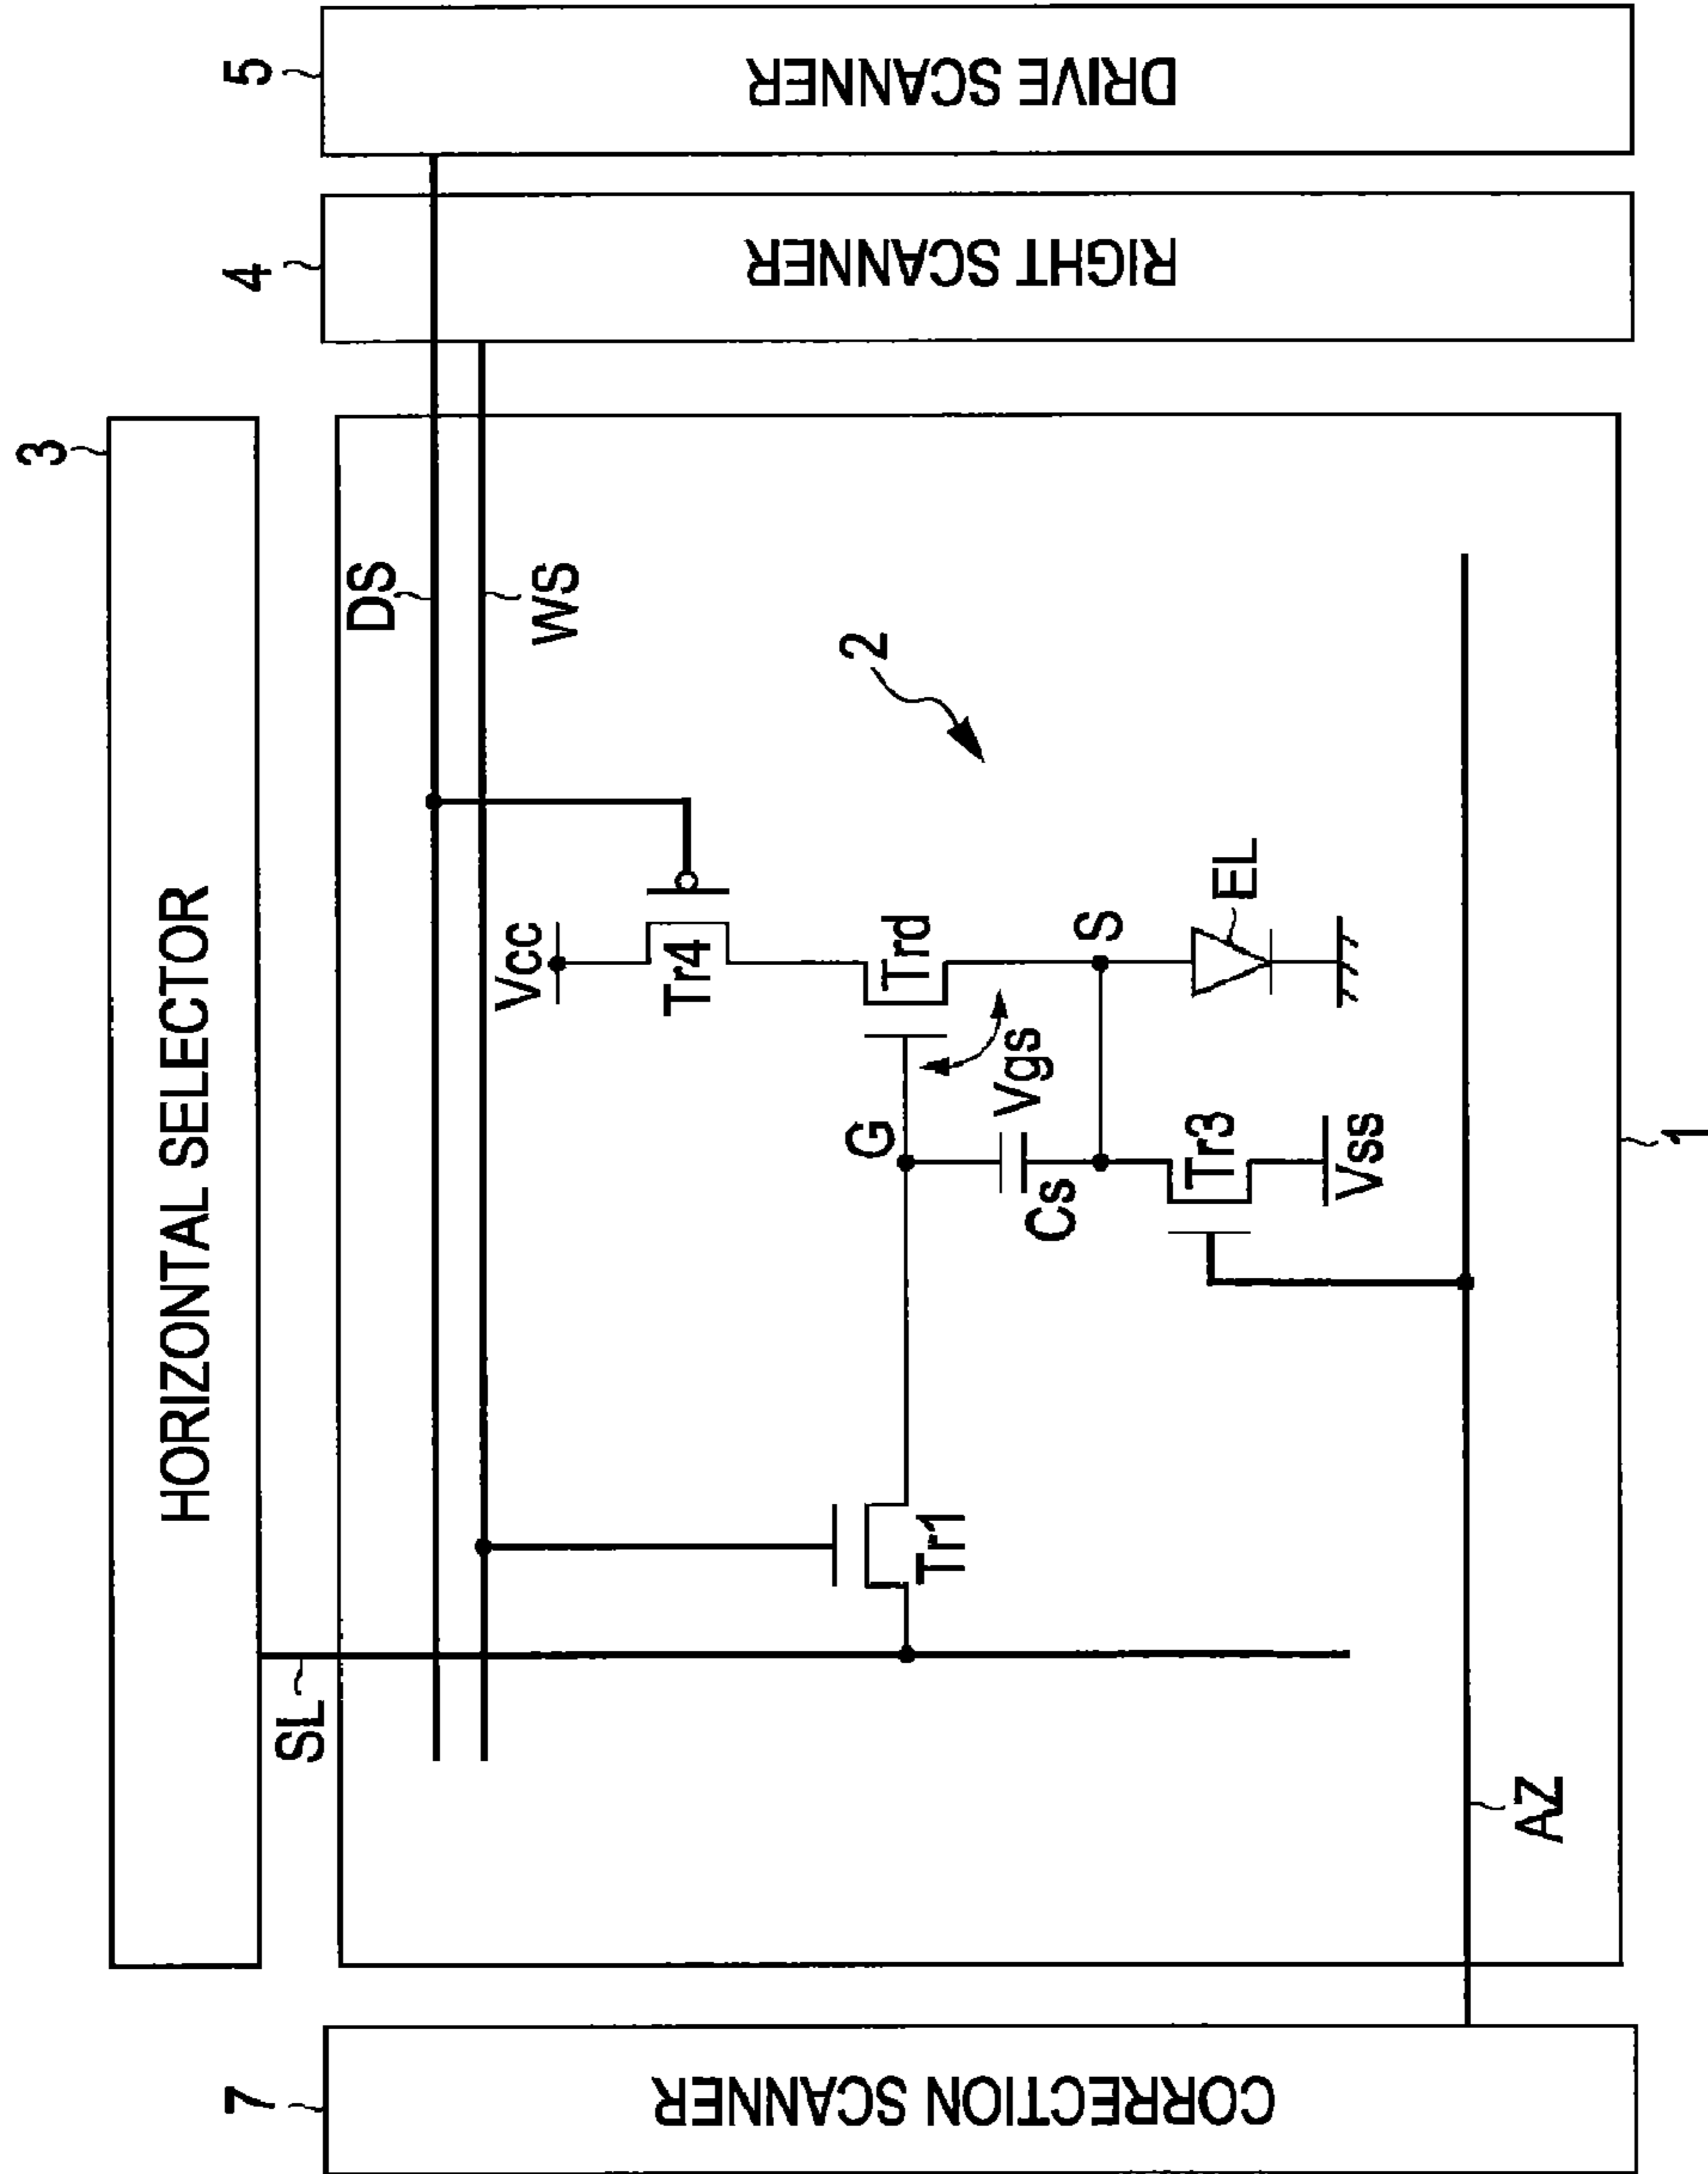 3
HORIZONTAL SELECTOR
SL
7
CORRECTION SCANNER
4
RIGHT SCANNER
5
DRIVE SCANNER
DS
WS
Vcc
Tr4
2
Tr1
G
Trd
Vgs
Cs
S
Tr3
EL
Vss
AZ
1